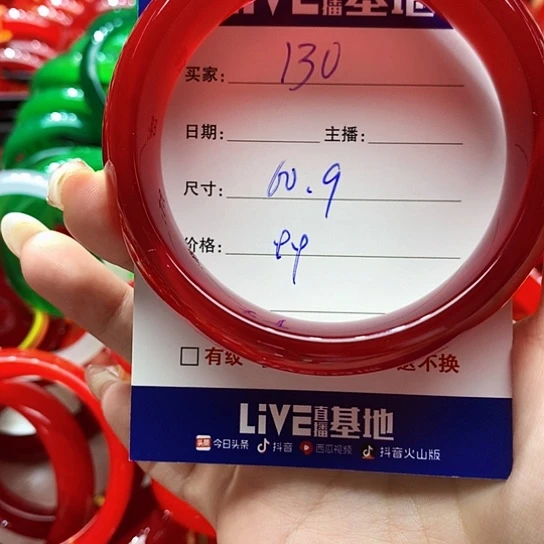 LIVE直播基地
买家: 130
日期: 主播:
尺寸: 60.9
价格:
有纹 不换
LIVE直播基地
今日头条 抖音 西瓜视频 抖音火山版